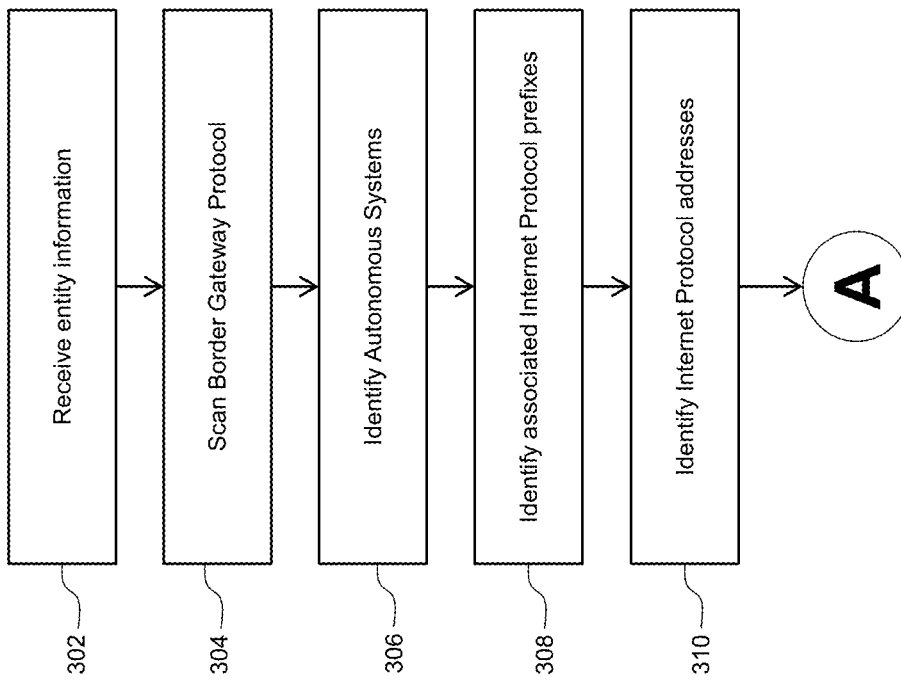 Receive entity information
302
Scan Border Gateway Protocol
304
Identify Autonomous Systems
306
Identify associated Internet Protocol prefixes
308
Identify Internet Protocol addresses
310
A